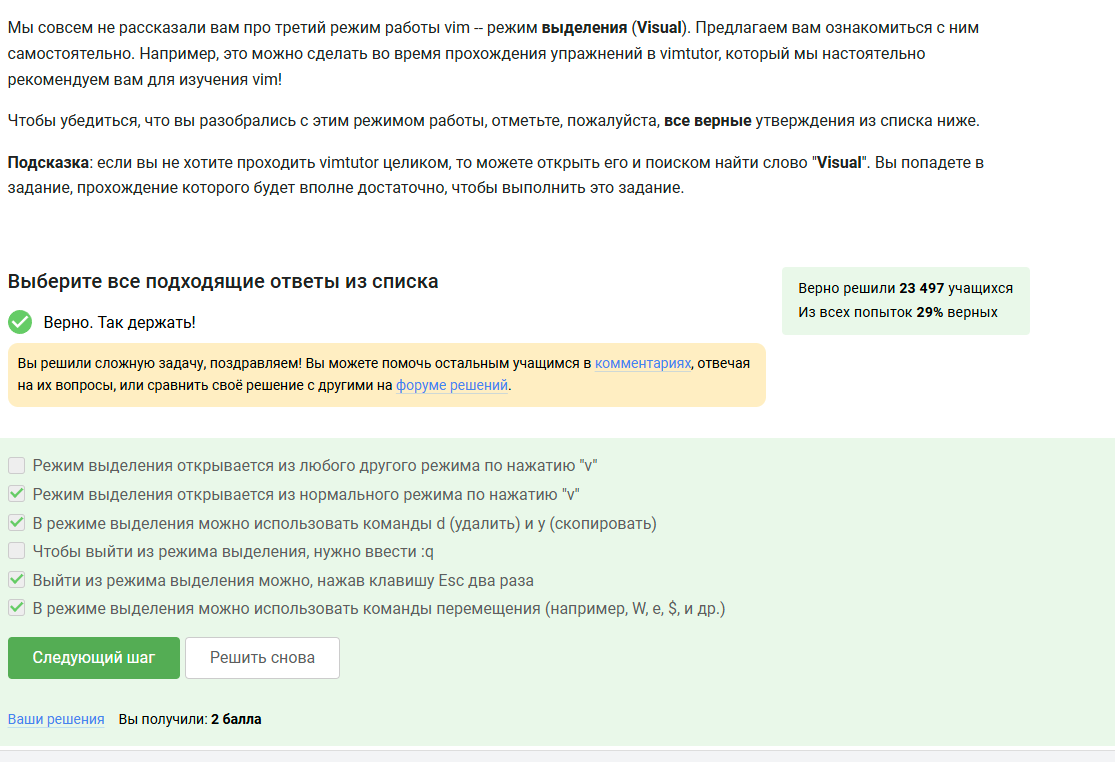 Мы совсем не рассказали вам про третий режим работы vim -- режим выделения (Visual). Предлагаем вам ознакомиться с ним
самостоятельно. Например, это можно сделать во время прохождения упражнений в vimtutor, который мы настоятельно
рекомендуем вам для изучения vim!
Чтобы убедиться, что вы разобрались с этим режимом работы, отметьте, пожалуйста, все верные утверждения из списка ниже.
Подсказка: если вы не хотите проходить vimtutor целиком, то можете открыть его и поиском найти слово "Visual". Вы попадете в
задание, прохождение которого будет вполне достаточно, чтобы выполнить это задание.
Выберите все подходящие ответы из списка
Верно решили 23 497 учащихся
Из всех попыток 29% верных
Верно. Так держать!
Вы решили сложную задачу, поздравляем! Вы можете помочь остальным учащимся в комментариях, отвечая
на их вопросы, или сравнить своё решение с другими на форуме решений.
Режим выделения открывается из любого другого режима по нажатию "v"
Режим выделения открывается из нормального режима по нажатию "v"
В режиме выделения можно использовать команды d (удалить) и y (скопировать)
Чтобы выйти из режима выделения, нужно ввести :q
Выйти из режима выделения можно, нажав клавишу Esc два раза
В режиме выделения можно использовать команды перемещения (например, W, e, $, и др.)
Следующий шаг
Решить снова
Ваши решения Вы получили: 2 балла